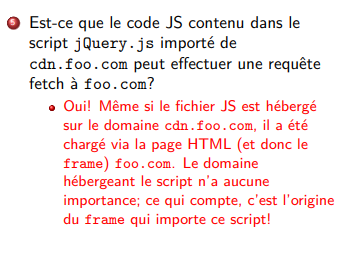 5 Est-ce que le code JS contenu dans le
script jQuery.js importé de
cdn.foo.com peut effectuer une requête
fetch à foo.com?
• Oui! Même si le fichier JS est hébergé
sur le domaine cdn.foo.com, il a été
chargé via la page HTML (et donc le
frame) foo.com. Le domaine
hébergeant le script n'a aucune
importance; ce qui compte, c'est l'origine
du frame qui importe ce script!